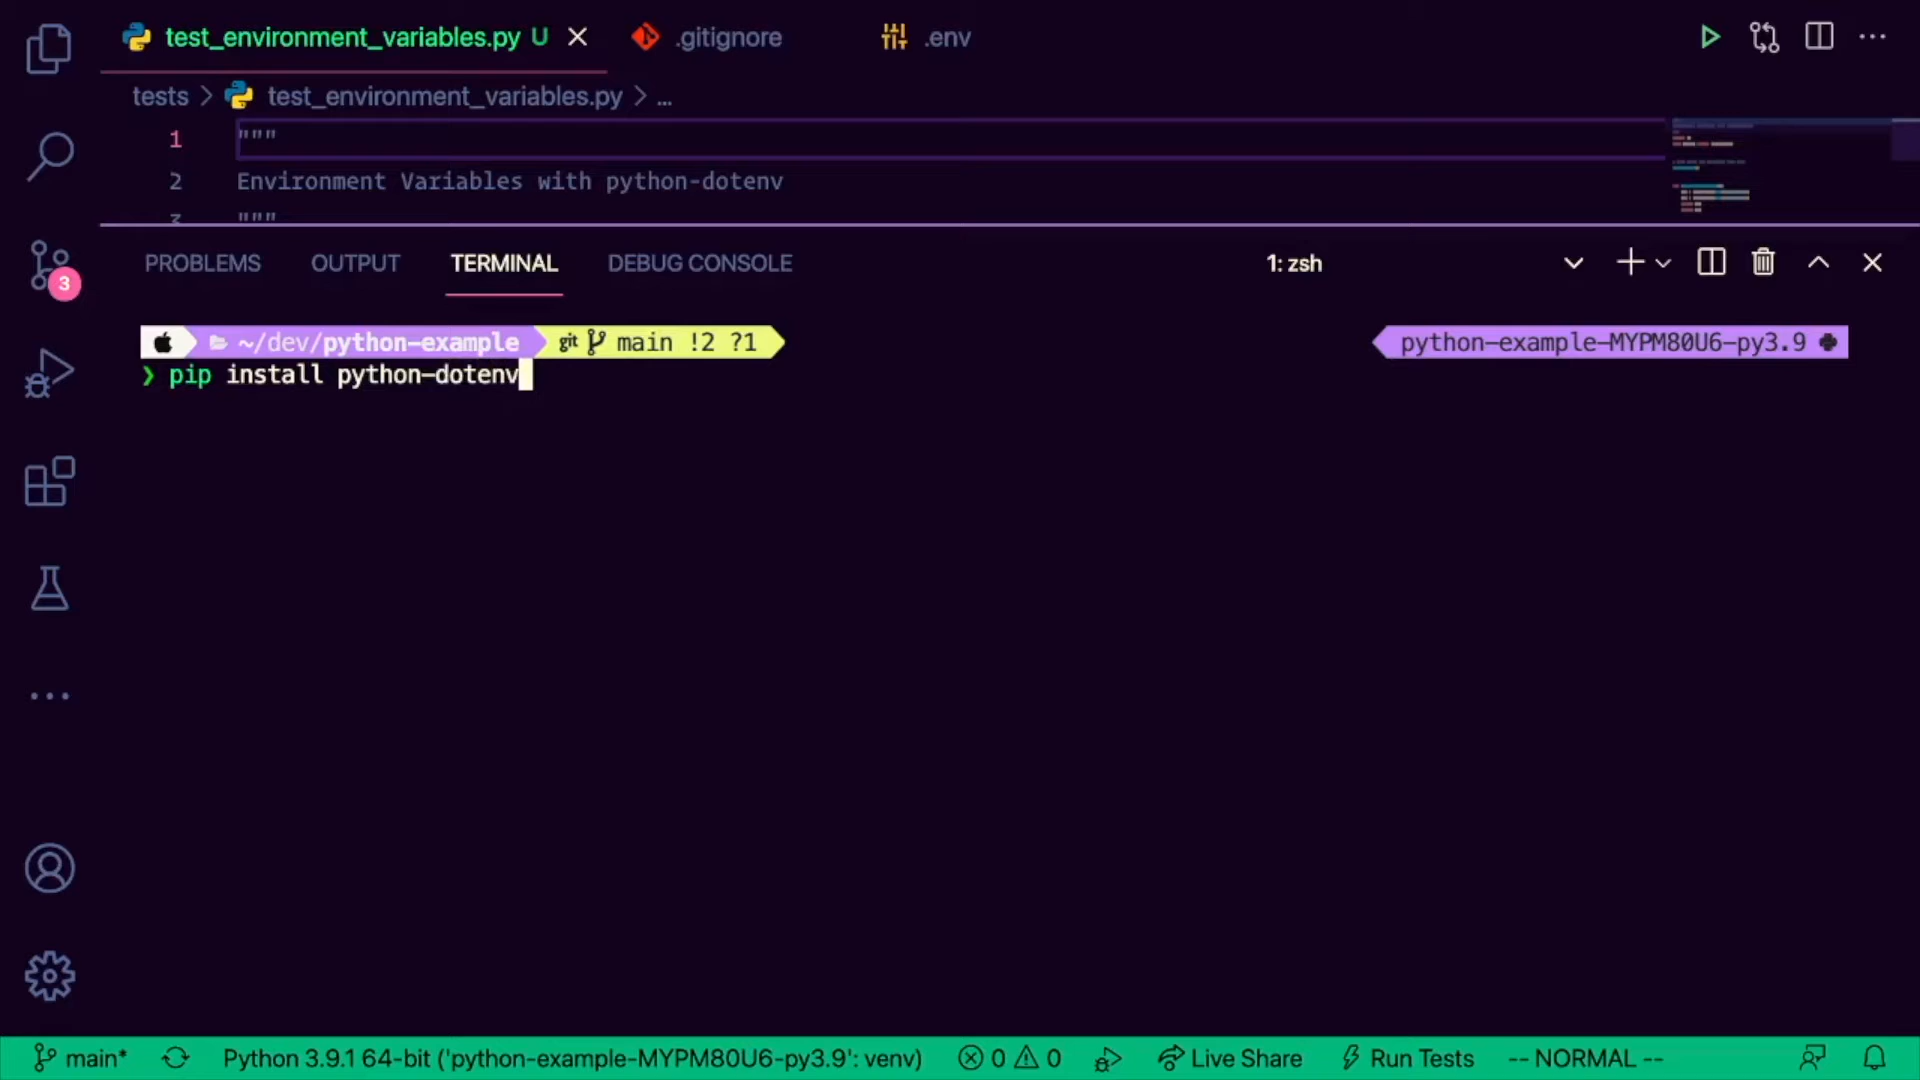 test_environment_variables.py U
.gitignore
.env
tests > test_environment_variables.py > ...
1 """
2 Environment Variables with python-dotenv
3 """
PROBLEMS OUTPUT TERMINAL DEBUG CONSOLE 1: zsh
3
~/dev/python-example git main !2 ?1 python-example-MYPM80U6-py3.9
❯ pip install python-dotenv
main* Python 3.9.1 64-bit ('python-example-MYPM80U6-py3.9': venv) 0 0 Live Share Run Tests -- NORMAL --